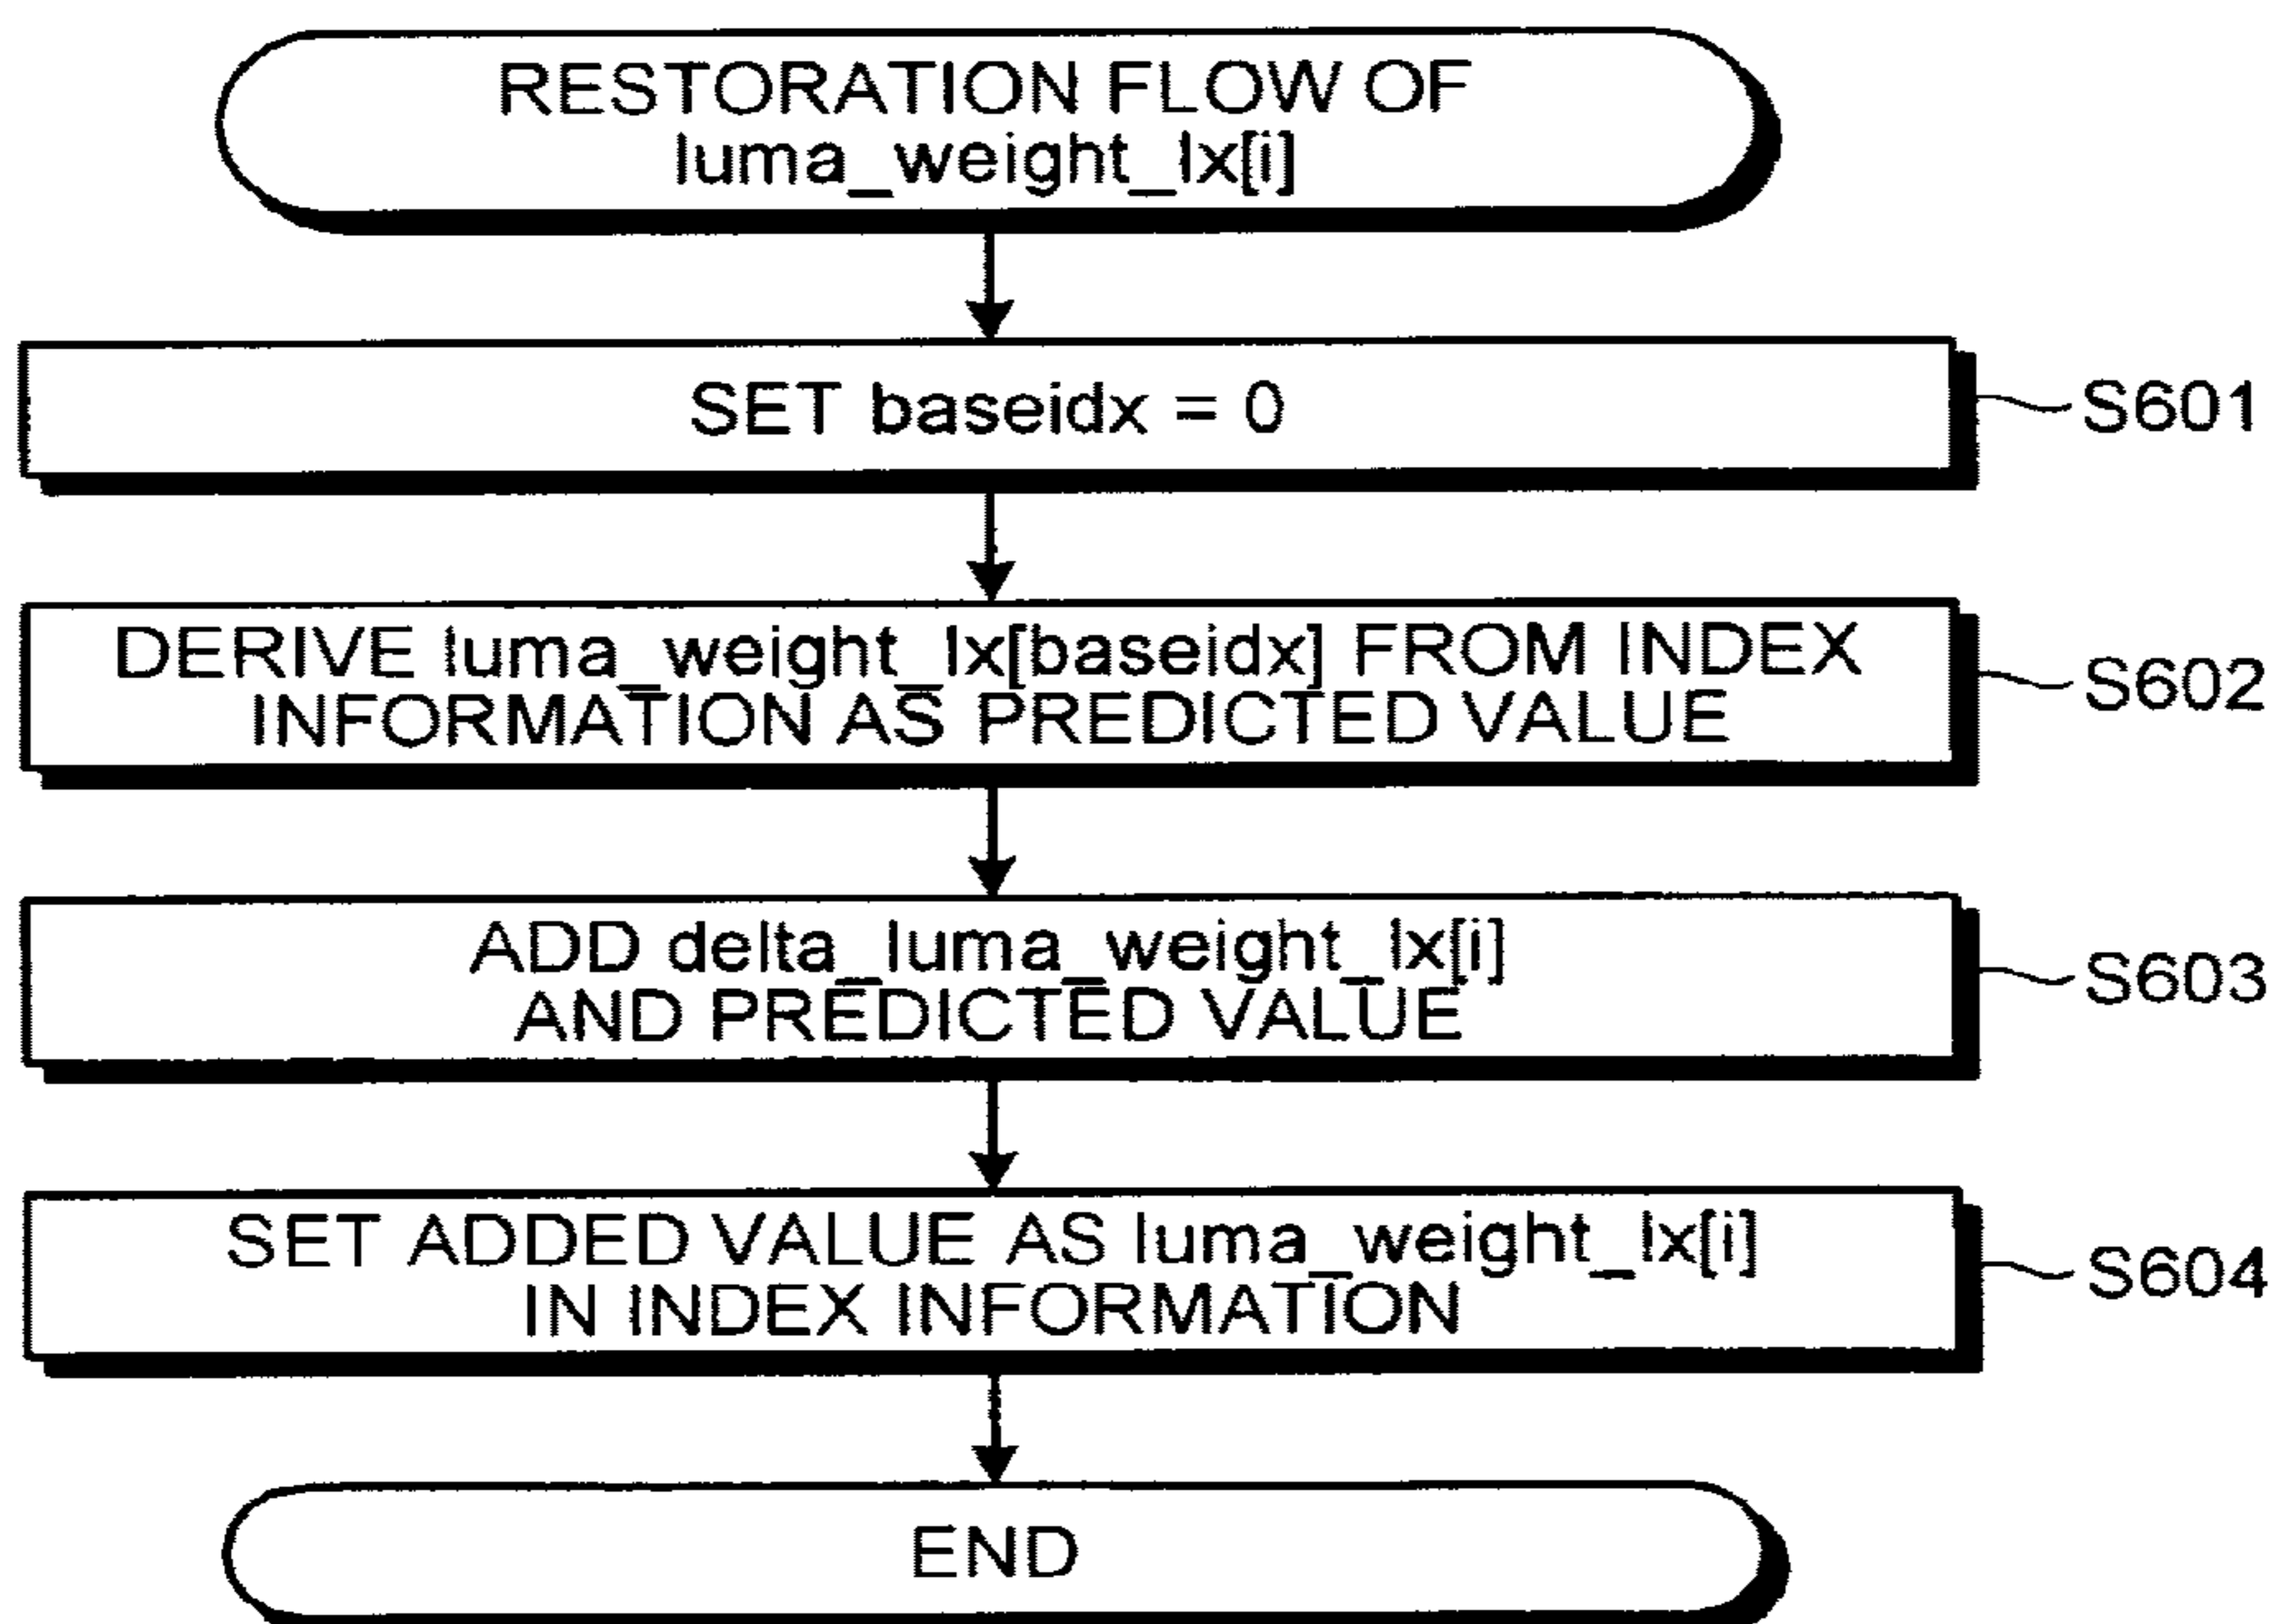 RESTORATION FLOW OF
luma_weight_lx[i]
SET baseidx = 0
S601
DERIVE luma_weight_lx[baseidx] FROM INDEX
INFORMATION AS PREDICTED VALUE
S602
ADD delta_luma_weight_lx[i]
AND PREDICTED VALUE
S603
SET ADDED VALUE AS luma_weight_lx[i]
IN INDEX INFORMATION
S604
END